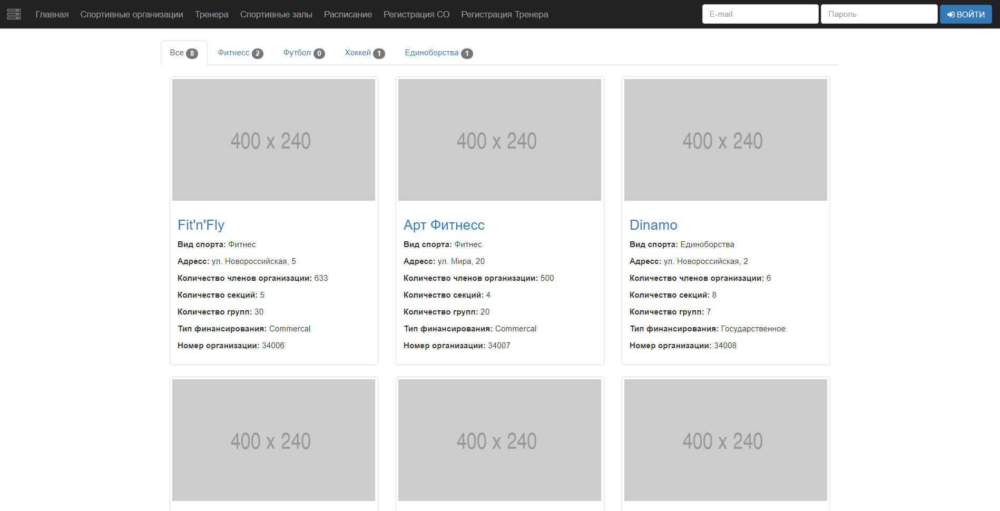 Главная Спортивные организации Тренера Спортивные залы Расписание Регистрация СО Регистрация Тренера E-mail Пароль ВОЙТИ
Все 8 Фитнесс 2 Футбол 0 Хоккей 1 Единоборства 1
400 x 240
Fit'n'Fly
Вид спорта: Фитнес
Адресс: ул. Новороссийская, 5
Количество членов организации: 633
Количество секций: 5
Количество групп: 30
Тип финансирования: Commercal
Номер организации: 34006
400 x 240
Арт Фитнесс
Вид спорта: Фитнес
Адресс: ул. Мира, 20
Количество членов организации: 500
Количество секций: 4
Количество групп: 20
Тип финансирования: Commercal
Номер организации: 34007
400 x 240
Dinamo
Вид спорта: Единоборства
Адресс: ул. Новороссийская, 2
Количество членов организации: 6
Количество секций: 8
Количество групп: 7
Тип финансирования: Государственное
Номер организации: 34008
400 x 240
400 x 240
400 x 240